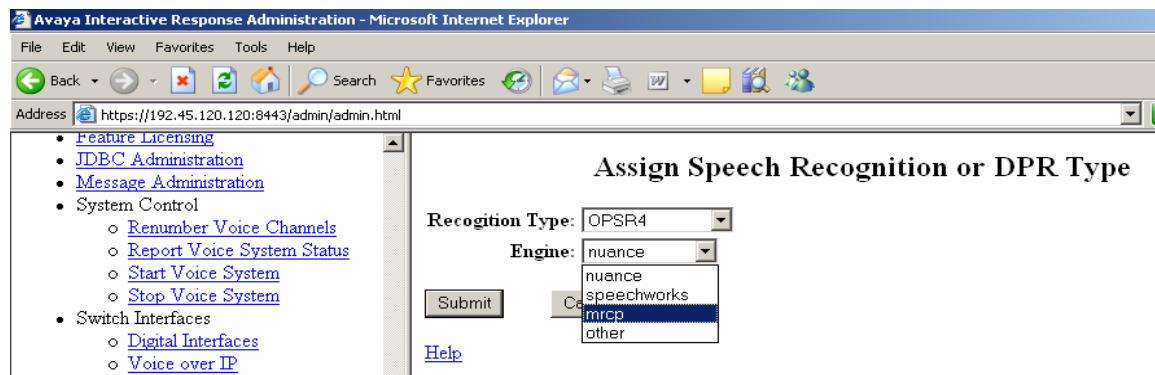 Avaya Interactive Response Administration - Microsoft Internet Explorer
File Edit View Favorites Tools Help
Back Search Favorites
Address https://192.45.120.120:8443/admin/admin.html
Feature Licensing
JDBC Administration
Message Administration
System Control
Renumber Voice Channels
Report Voice System Status
Start Voice System
Stop Voice System
Switch Interfaces
Digital Interfaces
Voice over IP
Assign Speech Recognition or DPR Type
Recogition Type: OPSR4
Engine: nuance
nuance
speechworks
mrcp
other
Submit Ca
Help